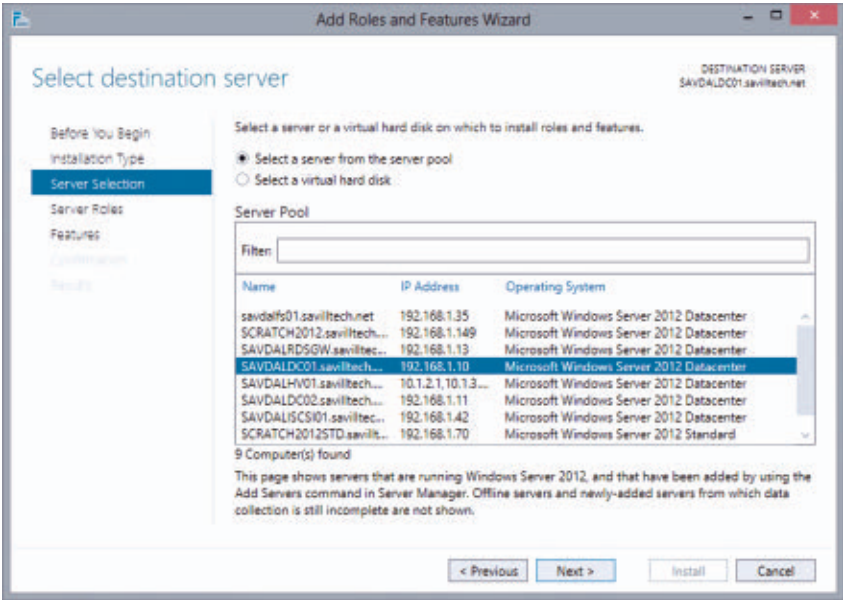 Add Roles and Features Wizard
Select destination server
DESTINATION SERVER
SAVDALDC01.savilltech.net
Before You Begin
Installation Type
Server Selection
Server Roles
Features
Confirmation
Results
Select a server or a virtual hard disk on which to install roles and features.
Select a server from the server pool
Select a virtual hard disk
Server Pool
Filter:
Name IP Address Operating System
savdalfs01.savilltech.net 192.168.1.35 Microsoft Windows Server 2012 Datacenter
SCRATCH2012.savilltech.... 192.168.1.149 Microsoft Windows Server 2012 Datacenter
SAVDALRDSGW.savilltec... 192.168.1.13 Microsoft Windows Server 2012 Datacenter
SAVDALDC01.savilltech.... 192.168.1.10 Microsoft Windows Server 2012 Datacenter
SAVDALHV01.savilltech.... 10.1.2.1,10.1.3.... Microsoft Windows Server 2012 Datacenter
SAVDALDC02.savilltech.... 192.168.1.11 Microsoft Windows Server 2012 Datacenter
SAVDALISCSI01.savilltec... 192.168.1.42 Microsoft Windows Server 2012 Datacenter
SCRATCH2012STD.savillt... 192.168.1.70 Microsoft Windows Server 2012 Standard
9 Computer(s) found
This page shows servers that are running Windows Server 2012, and that have been added by using the
Add Servers command in Server Manager. Offline servers and newly-added servers from which data
collection is still incomplete are not shown.
< Previous Next > Install Cancel